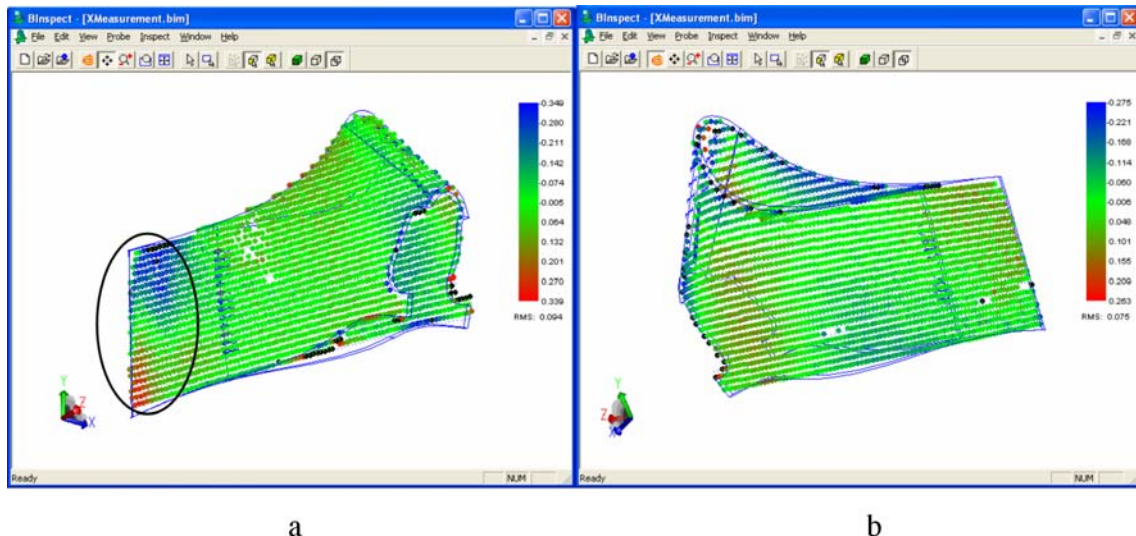 BInspect - [XMeasurement.bim]
File Edit View Probe Inspect Window Help
-0.349
-0.280
-0.211
-0.142
-0.074
-0.005
0.064
0.132
0.201
0.270
0.339
RMS: 0.094
Y
Z
X
Ready
NUM
a
BInspect - [XMeasurement.bim]
File Edit View Probe Inspect Window Help
-0.275
-0.221
-0.168
-0.114
-0.060
-0.006
0.048
0.101
0.155
0.209
0.263
RMS: 0.075
Y
Z
X
Ready
NUM
b